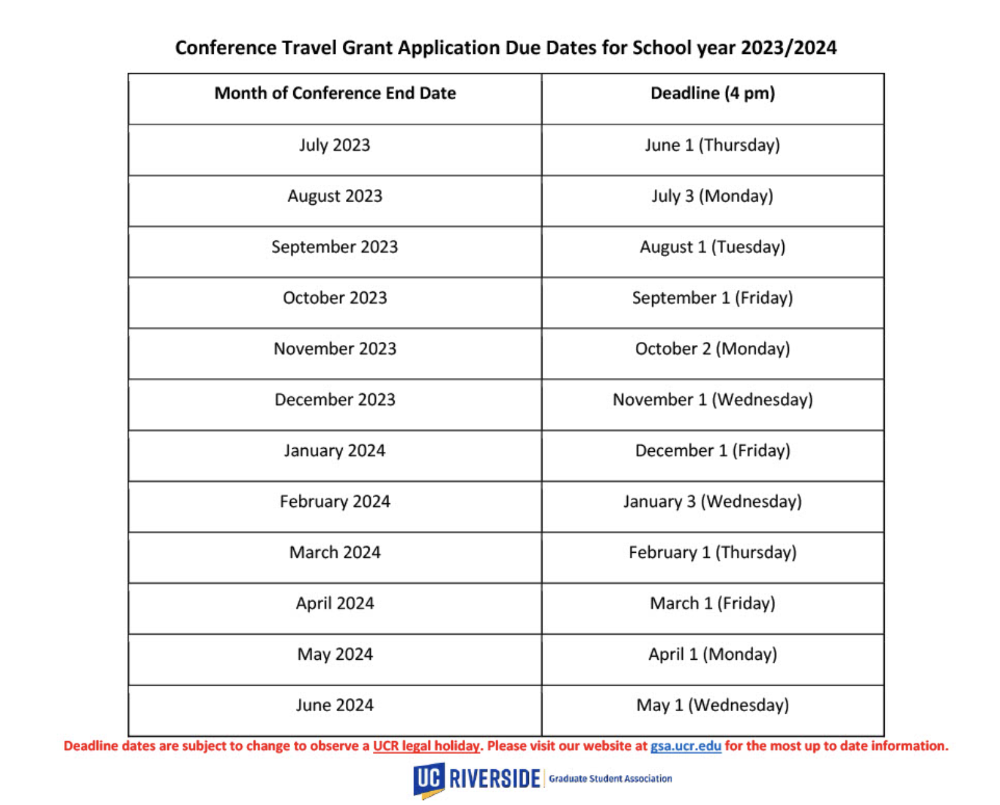 Conference Travel Grant Application Due Dates for School year 2023/2024
Month of Conference End Date Deadline (4 pm)
July 2023 June 1 (Thursday)
August 2023 July 3 (Monday)
September 2023 August 1 (Tuesday)
October 2023 September 1 (Friday)
November 2023 October 2 (Monday)
December 2023 November 1 (Wednesday)
January 2024 December 1 (Friday)
February 2024 January 3 (Wednesday)
March 2024 February 1 (Thursday)
April 2024 March 1 (Friday)
May 2024 April 1 (Monday)
June 2024 May 1 (Wednesday)
Deadline dates are subject to change to observe a UCR legal holiday. Please visit our website at gsa.ucr.edu for the most up to date information.
UC RIVERSIDE Graduate Student Association